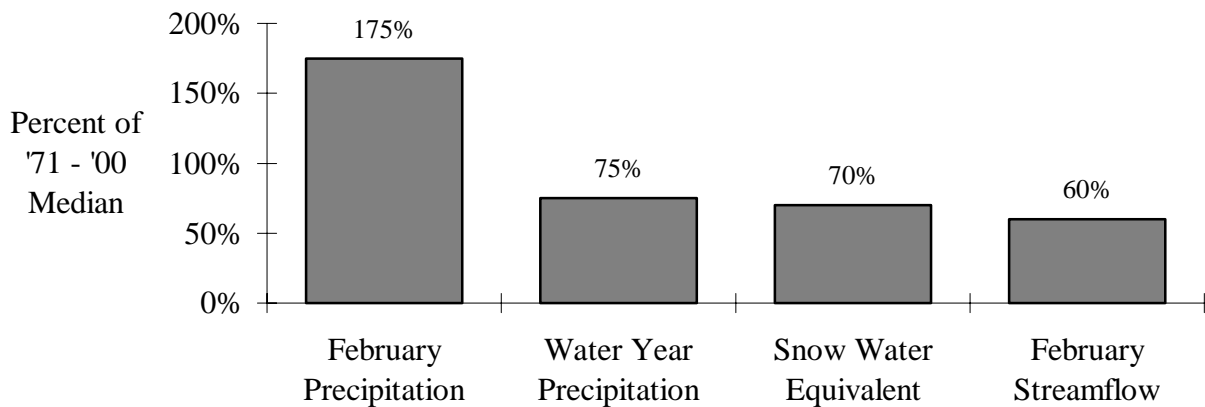 200%
150%
100%
50%
0%
Percent of
'71 - '00
Median
175%
75%
70%
60%
February
Precipitation
Water Year
Precipitation
Snow Water
Equivalent
February
Streamflow